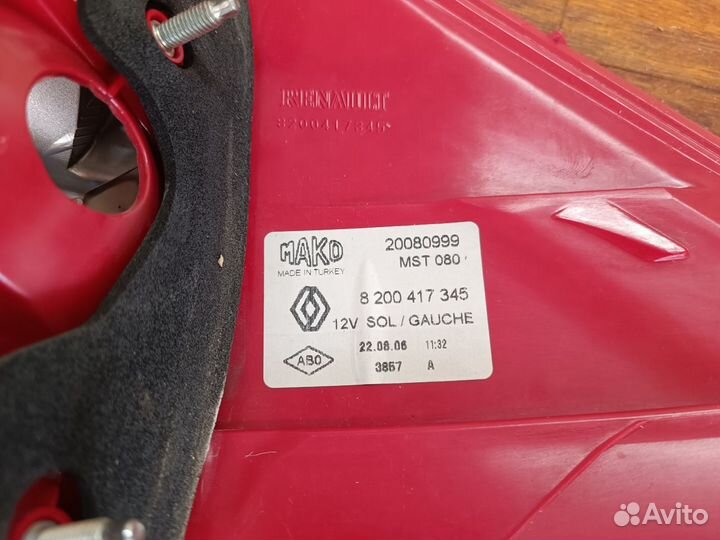 RENAULT
8200417345
MAKO
MADE IN TURKEY
20080999
MST 080
8 200 417 345
12V SOL / GAUCHE
ABO
22.08.06 11:32
3857 A
Avito